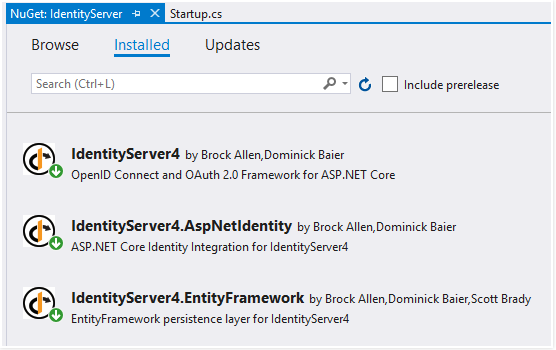 NuGet: IdentityServer Startup.cs
Browse Installed Updates
Search (Ctrl+L) Include prerelease
IdentityServer4 by Brock Allen,Dominick Baier
OpenID Connect and OAuth 2.0 Framework for ASP.NET Core
IdentityServer4.AspNetIdentity by Brock Allen,Dominick Baier
ASP.NET Core Identity Integration for IdentityServer4
IdentityServer4.EntityFramework by Brock Allen,Dominick Baier,Scott Brady
EntityFramework persistence layer for IdentityServer4